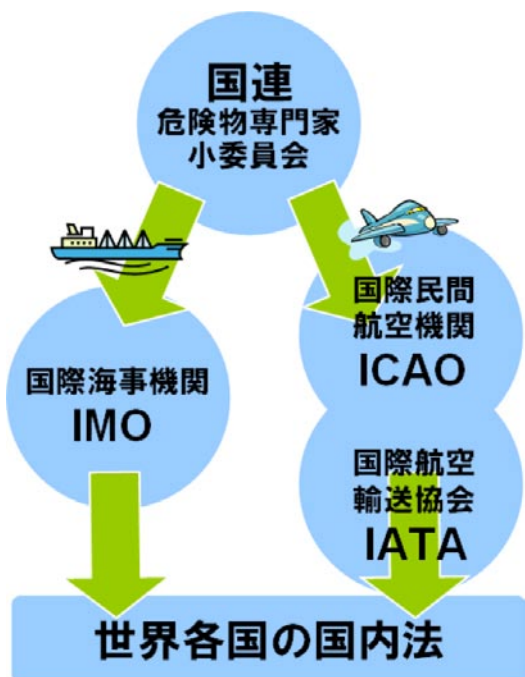 国連
危険物専門家
小委員会
国際海事機関
IMO
国際民間
航空機関
ICAO
国際航空
輸送協会
IATA
世界各国の国内法